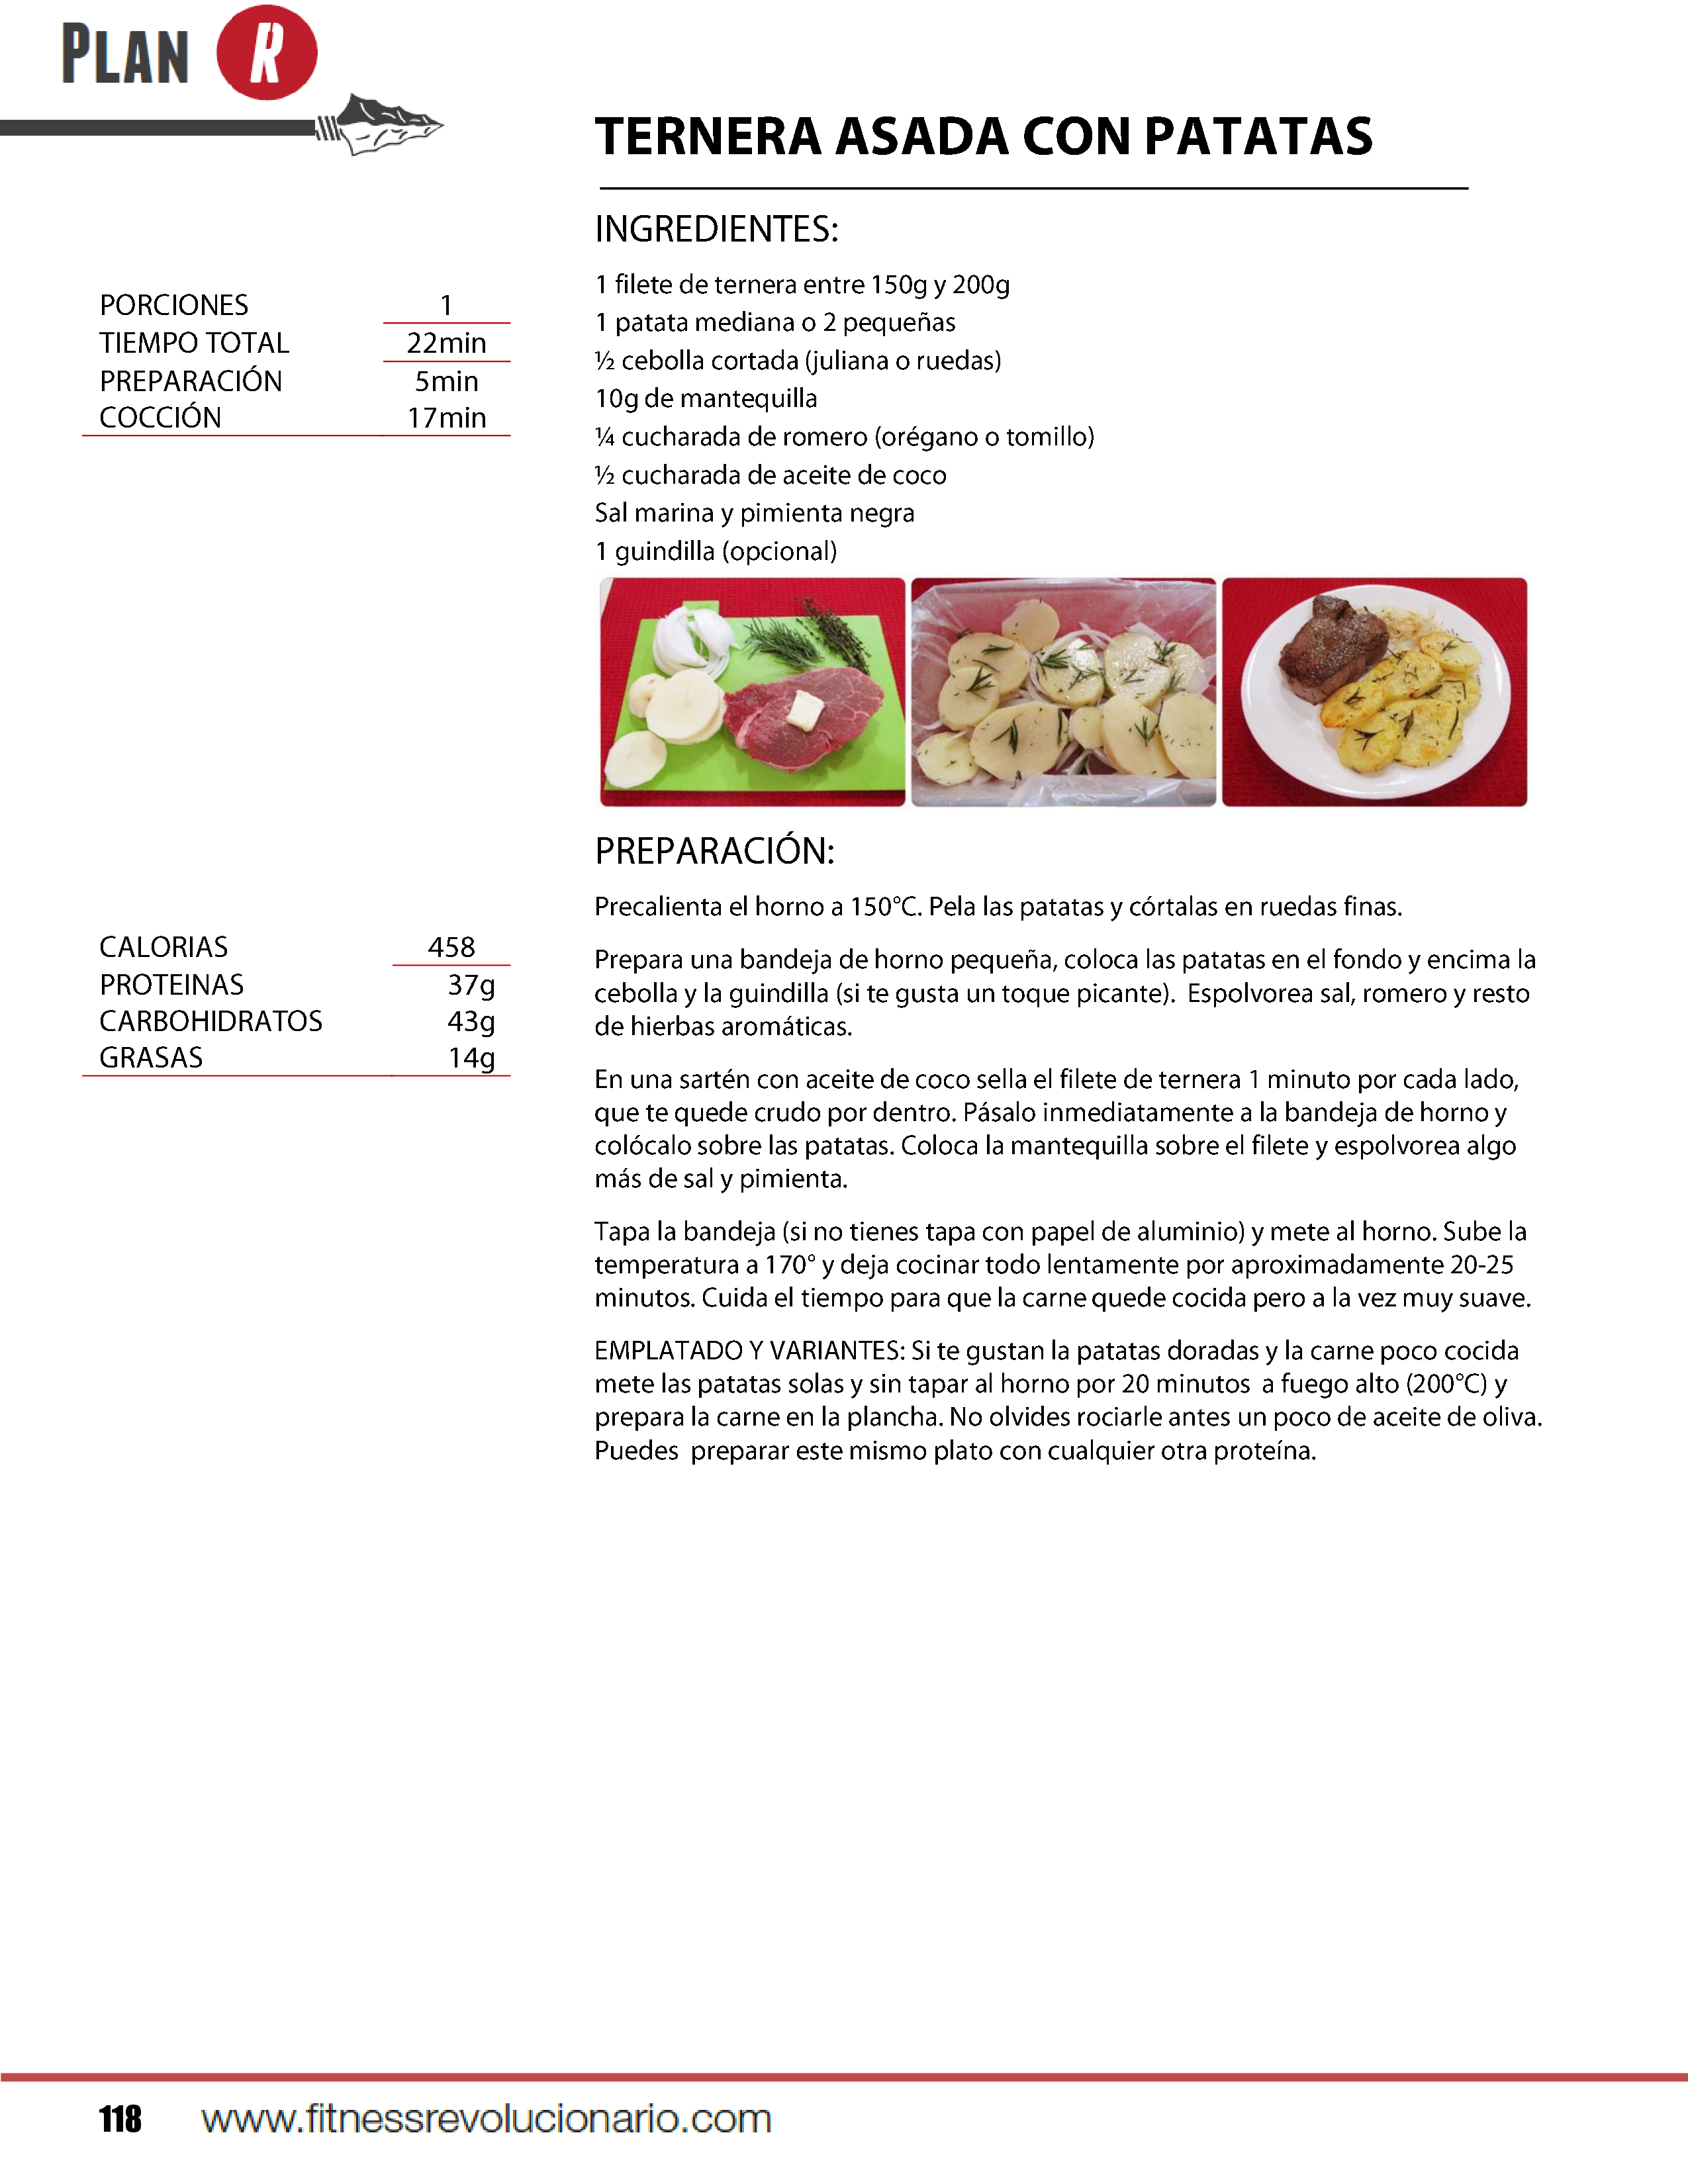 PLAN R
TERNERA ASADA CON PATATAS
INGREDIENTES:
1 filete de ternera entre 150g y 200g
1 patata mediana o 2 pequeñas
½ cebolla cortada (juliana o ruedas)
10g de mantequilla
¼ cucharada de romero (orégano o tomillo)
½ cucharada de aceite de coco
Sal marina y pimienta negra
1 guindilla (opcional)
PORCIONES 1
TIEMPO TOTAL 22min
PREPARACIÓN 5min
COCCIÓN 17min
PREPARACIÓN:
Precalienta el horno a 150°C. Pela las patatas y córtalas en ruedas finas.
Prepara una bandeja de horno pequeña, coloca las patatas en el fondo y encima la
cebolla y la guindilla (si te gusta un toque picante). Espolvorea sal, romero y resto
de hierbas aromáticas.
En una sartén con aceite de coco sella el filete de ternera 1 minuto por cada lado,
que te quede crudo por dentro. Pásalo inmediatamente a la bandeja de horno y
colócalo sobre las patatas. Coloca la mantequilla sobre el filete y espolvorea algo
más de sal y pimienta.
Tapa la bandeja (si no tienes tapa con papel de aluminio) y mete al horno. Sube la
temperatura a 170° y deja cocinar todo lentamente por aproximadamente 20-25
minutos. Cuida el tiempo para que la carne quede cocida pero a la vez muy suave.
EMPLATADO Y VARIANTES: Si te gustan la patatas doradas y la carne poco cocida
mete las patatas solas y sin tapar al horno por 20 minutos a fuego alto (200°C) y
prepara la carne en la plancha. No olvides rociarle antes un poco de aceite de oliva.
Puedes preparar este mismo plato con cualquier otra proteína.
CALORIAS 458
PROTEINAS 37g
CARBOHIDRATOS 43g
GRASAS 14g
118 www.fitnessrevolucionario.com